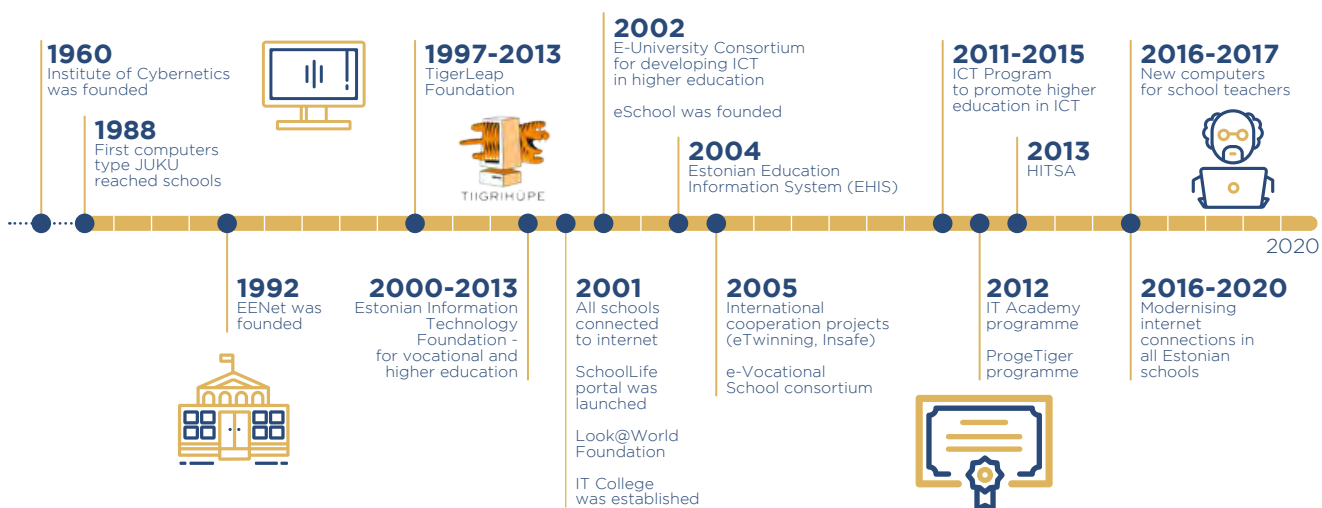 1960
Institute of Cybernetics
was founded
1988
First computers
type JUKU
reached schools
1997-2013
TigerLeap
Foundation
TIIGRIHÜPE
2002
E-University Consortium
for developing ICT
in higher education
eSchool was founded
2004
Estonian Education
Information System (EHIS)
2011-2015
ICT Program
to promote higher
education in ICT
2013
HITSA
2016-2017
New computers
for school teachers
2020
1992
EENet was
founded
2000-2013
Estonian Information
Technology
Foundation -
for vocational and
higher education
2001
All schools
connected
to internet
SchoolLife
portal was
launched
Look@World
Foundation
IT College
was established
2005
International
cooperation projects
(eTwinning, Insafe)
e-Vocational
School consortium
2012
IT Academy
programme
ProgeTiger
programme
2016-2020
Modernising
internet
connections in
all Estonian
schools